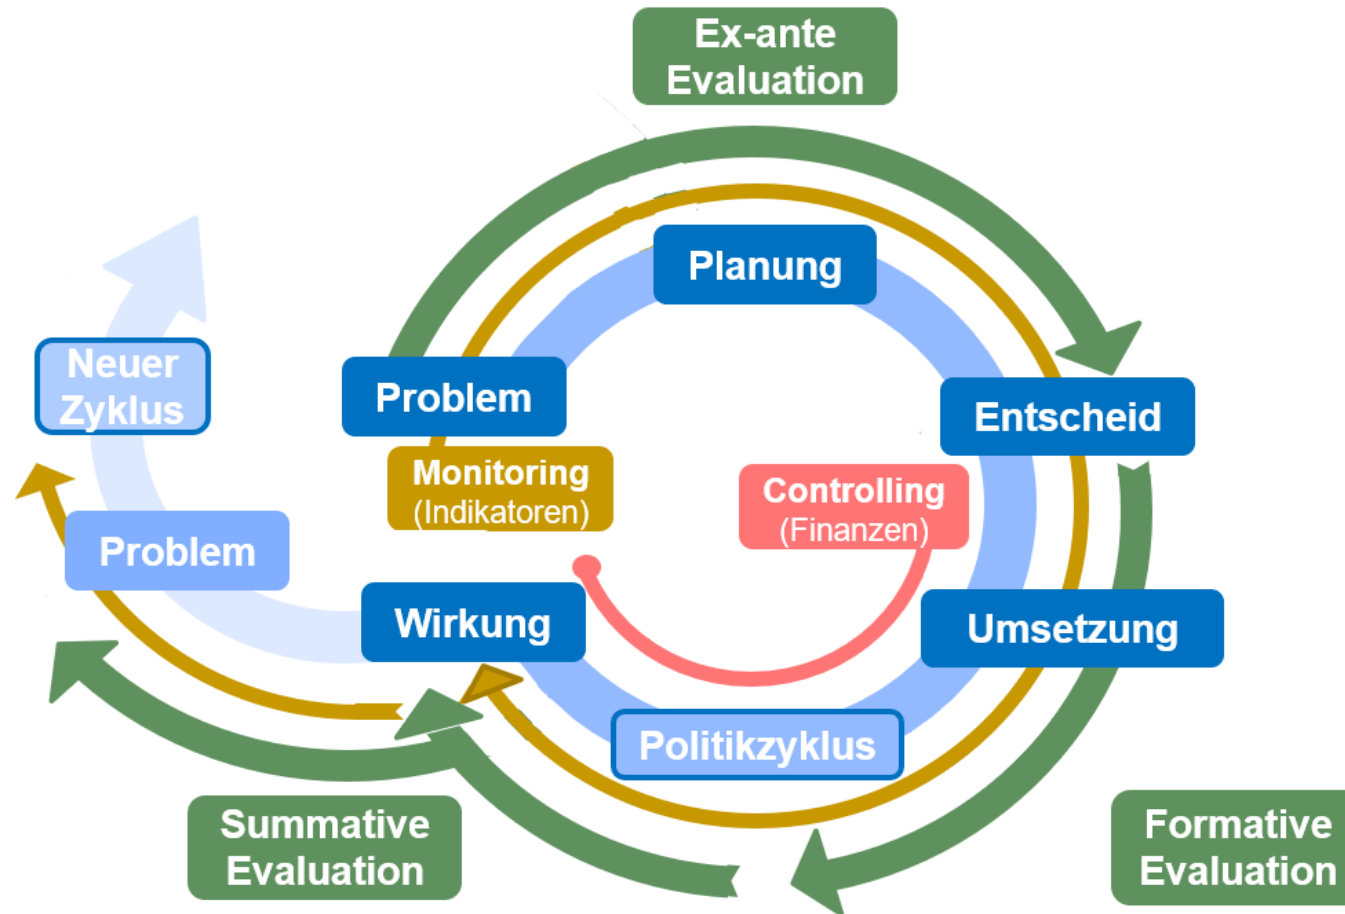 Ex-ante
Evaluation
Planung
Neuer
Zyklus
Problem
Entscheid
Monitoring
(Indikatoren)
Controlling
(Finanzen)
Problem
Wirkung
Umsetzung
Politikzyklus
Summative
Evaluation
Formative
Evaluation